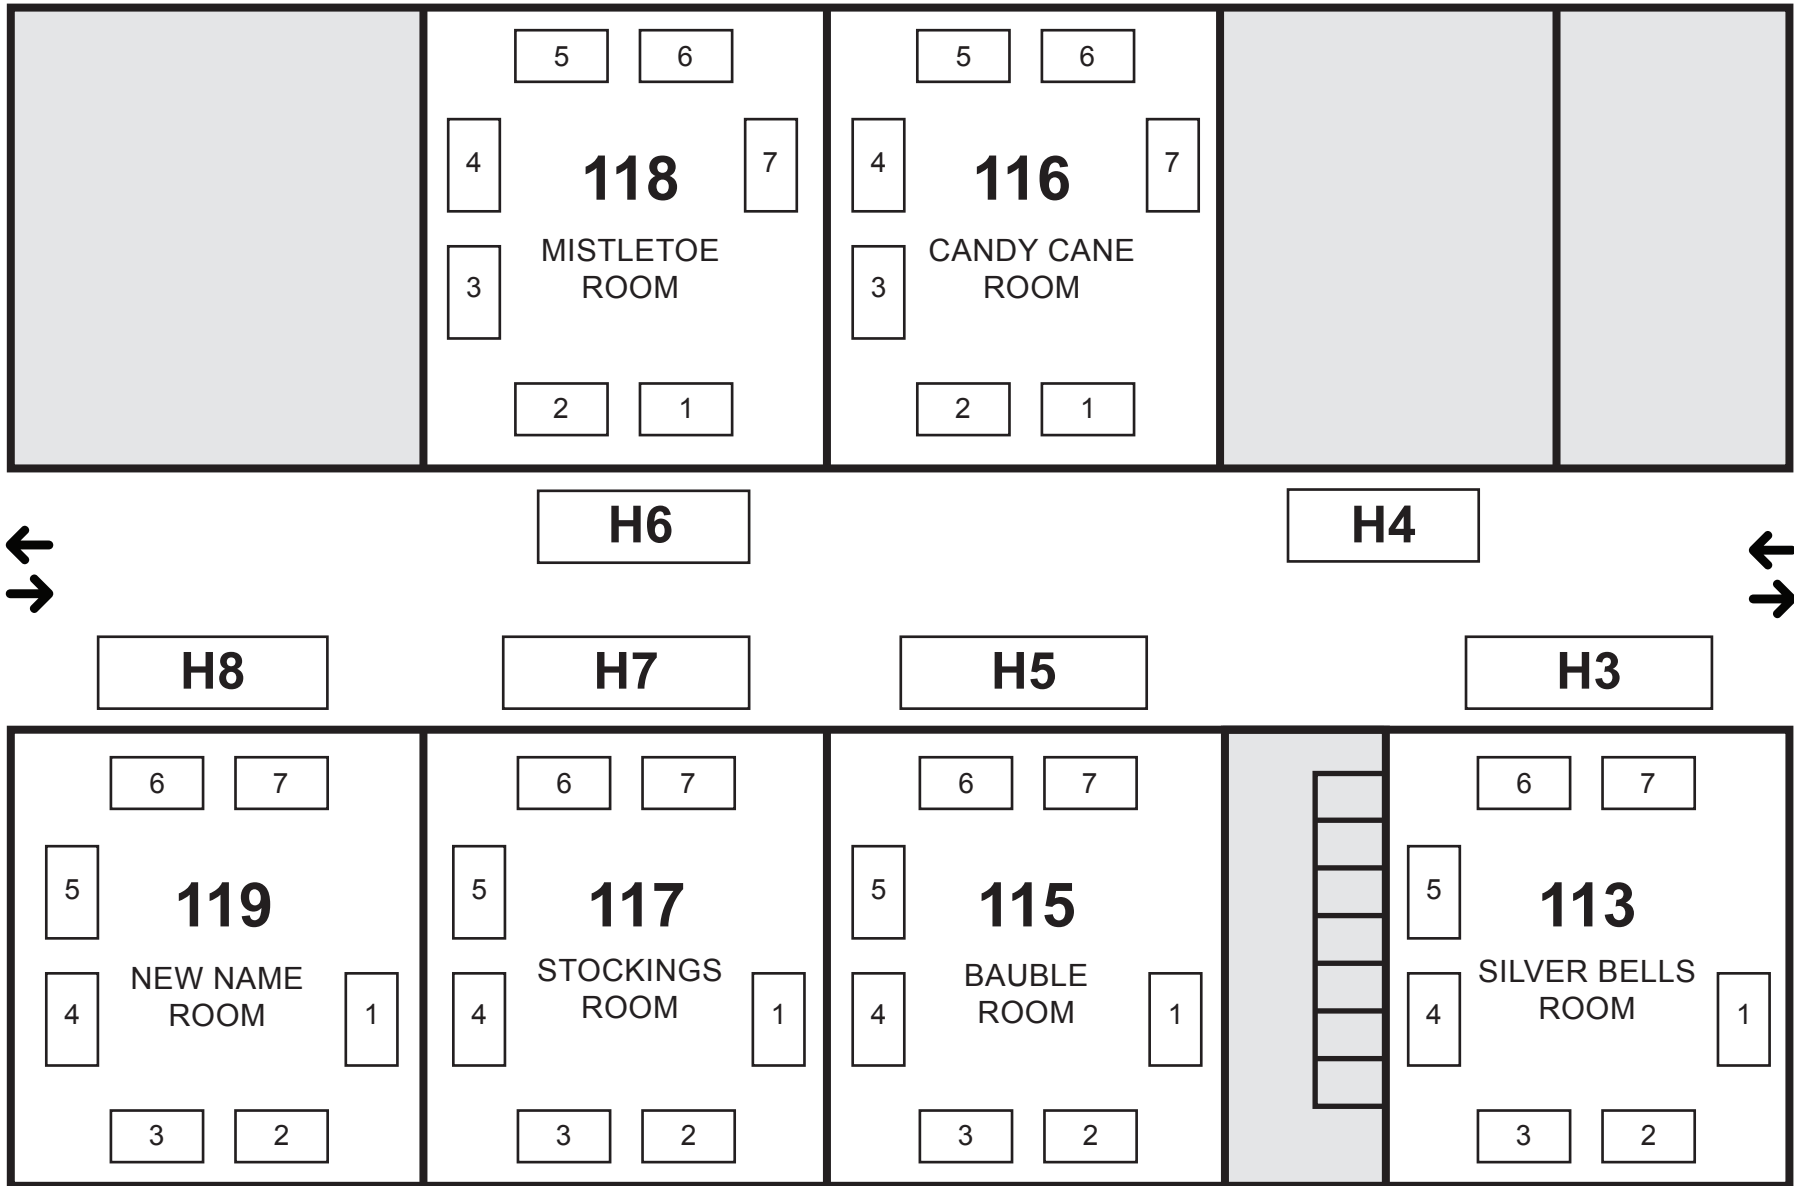 5 6
4 118 7
MISTLETOE
3 ROOM
2 1
5 6
4 116 7
CANDY CANE
3 ROOM
2 1
H6
H4
H8
H7
H5
H3
6 7
5 119
NEW NAME
4 ROOM 1
3 2
6 7
5 117
STOCKINGS
4 ROOM 1
3 2
6 7
5 115
BAUBLE
4 ROOM 1
3 2
6 7
5 113
SILVER BELLS
4 ROOM 1
3 2